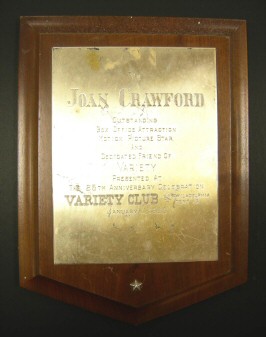 JOAN CRAWFORD
OUTSTANDING
BOX OFFICE ATTRACTION
MOTION PICTURE STAR,
AND
DEDICATED FRIEND OF
VARIETY
PRESENTED AT
THE 86TH ANNIVERSARY CELEBRATION
VARIETY CLUB